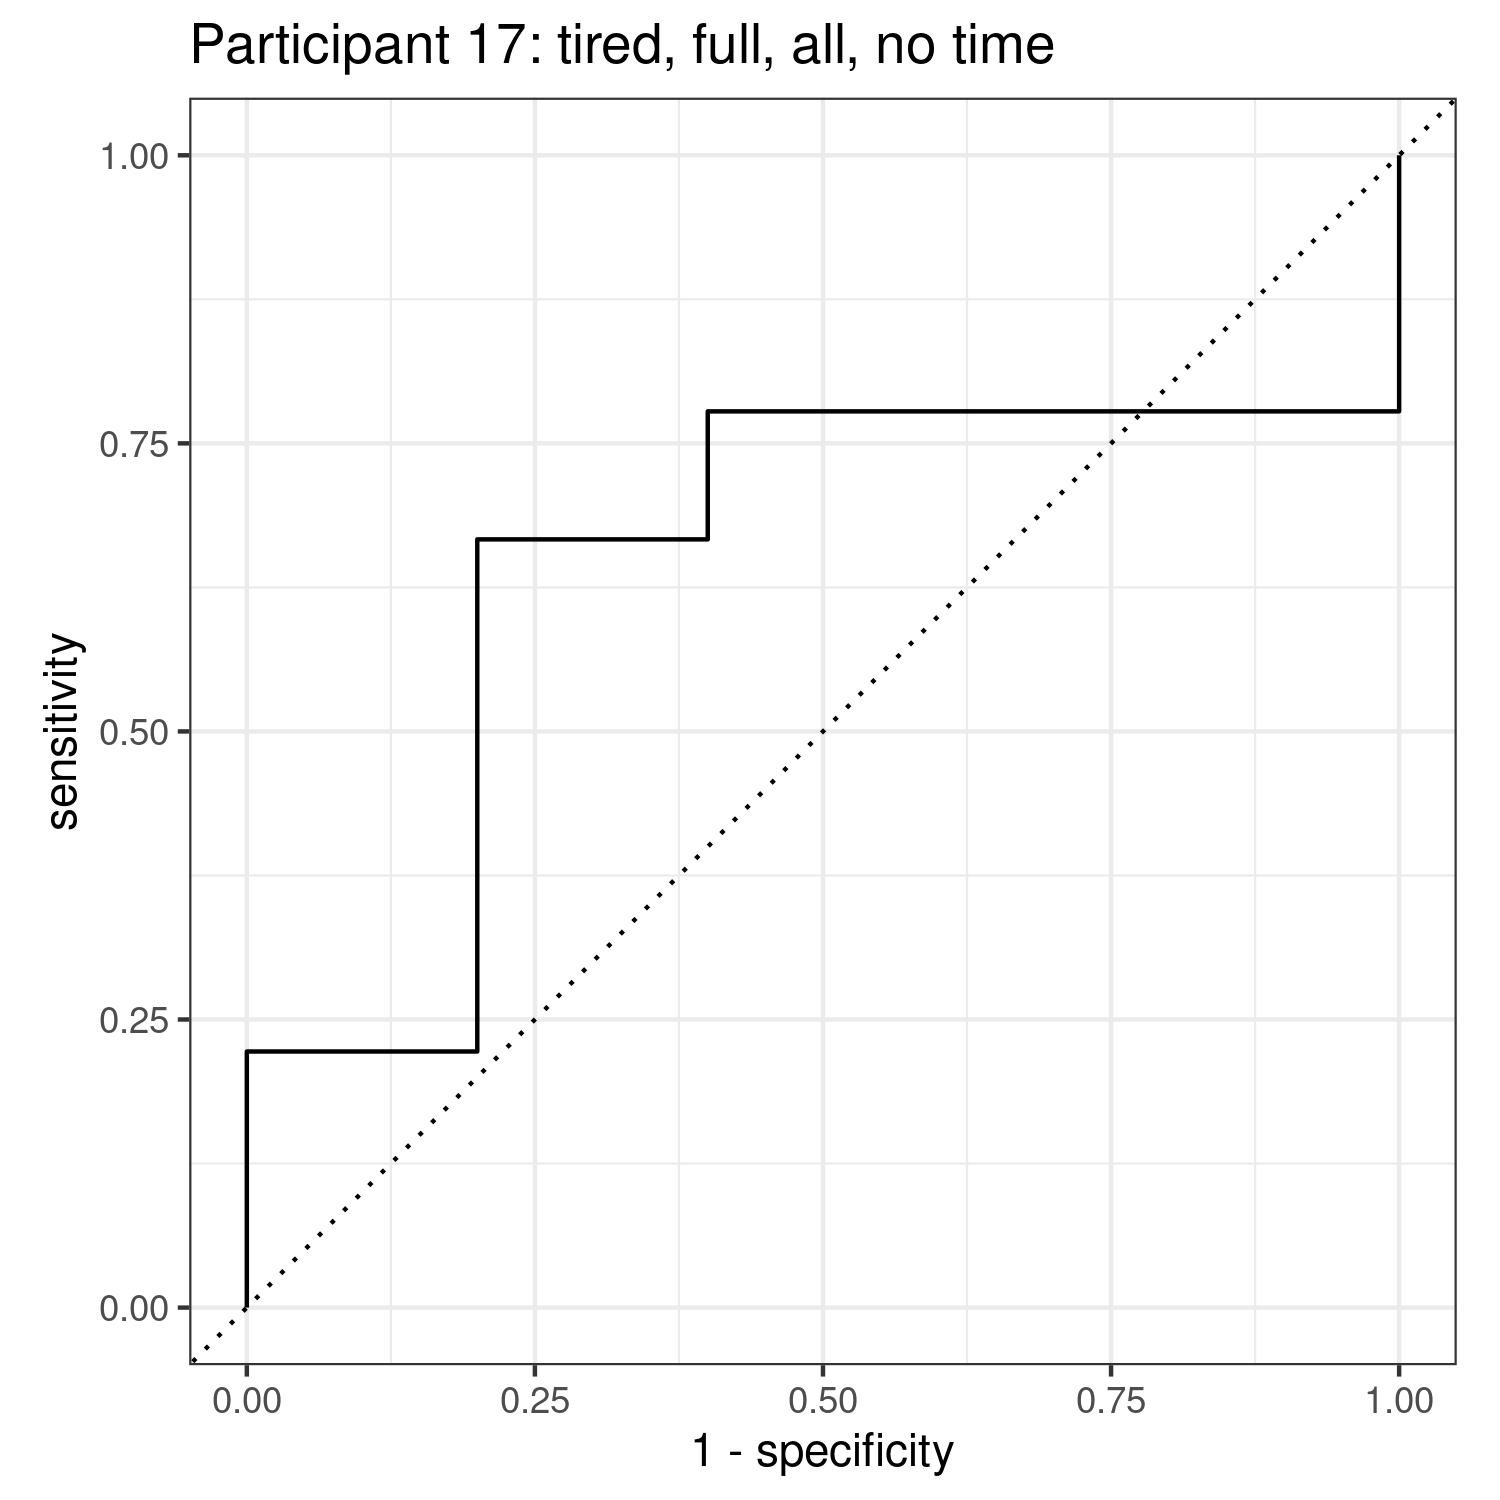 Participant 17: tired, full, all, no time
1.00
0.75
0.50
0.25
0.00
sensitivity
0.00 0.25 0.50 0.75 1.00
1 - specificity